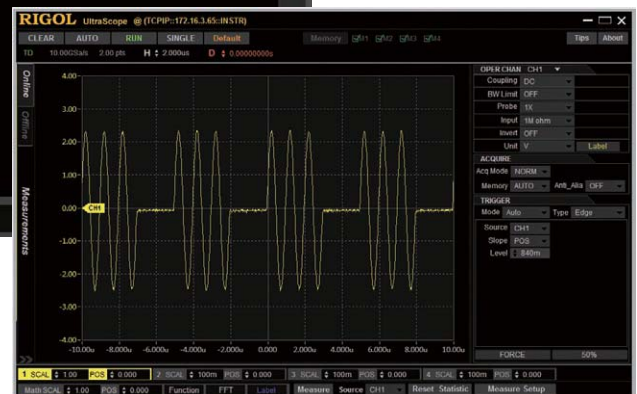 RIGOL UltraScope @ (TCPIP::172.16.3.65::INSTR)
CLEAR AUTO RUN SINGLE Default Memory M1 M2 M3 M4 Tips About
TD 10.00GSa/s 2.00 pts H 2.000us D 0.00000000s
Online
Offline
Measurements
4.00
3.00
2.00
1.00
0.00
-1.00
-2.00
-3.00
-4.00
CH1
-10.00u -8.000u -6.000u -4.000u -2.000u 0.000 2.000u 4.000u 6.000u 8.000u 10.00u
OPER CHAN CH1
Coupling DC
BW Limit OFF
Probe 1X
Input 1M ohm
Invert OFF
Unit V Label
ACQUIRE
Acq Mode NORM
Memory AUTO Anti_Alia OFF
TRIGGER
Mode Auto Type Edge
Source CH1
Slope POS
Level 840m
FORCE 50%
1 SCAL 1.00 POS 0.000 2 SCAL 100m POS 0.000 3 SCAL 100m POS 0.000 4 SCAL 100m POS 0.000
Math SCAL 1.00 POS 0.000 Function FFT Label Measure Source CH1 Reset Statistic Measure Setup